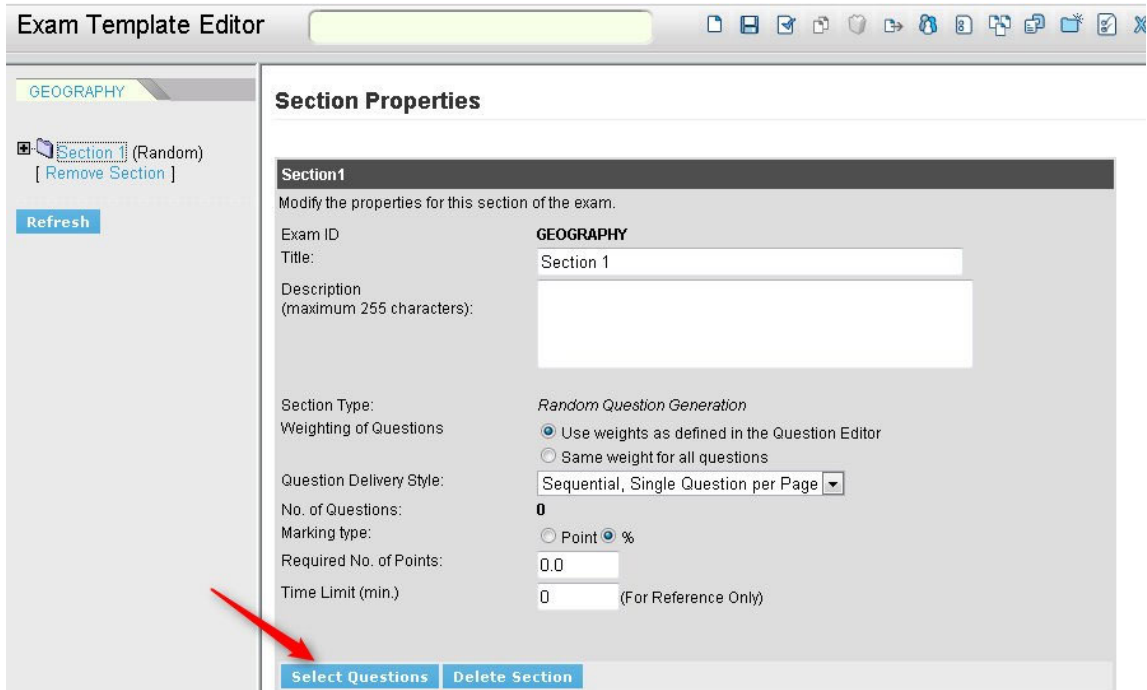 Exam Template Editor
GEOGRAPHY
Section 1 (Random)
[ Remove Section ]
Refresh
Section Properties
Section1
Modify the properties for this section of the exam.
Exam ID GEOGRAPHY
Title: Section 1
Description
(maximum 255 characters):
Section Type: Random Question Generation
Weighting of Questions Use weights as defined in the Question Editor
Same weight for all questions
Question Delivery Style: Sequential, Single Question per Page
No. of Questions: 0
Marking type: Point %
Required No. of Points: 0.0
Time Limit (min.) 0 (For Reference Only)
Select Questions Delete Section